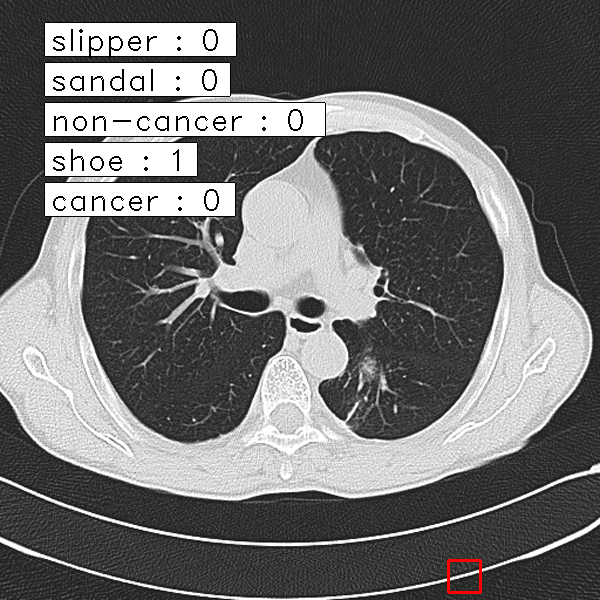 slipper : 0
sandal : 0
non-cancer : 0
shoe : 1
cancer : 0